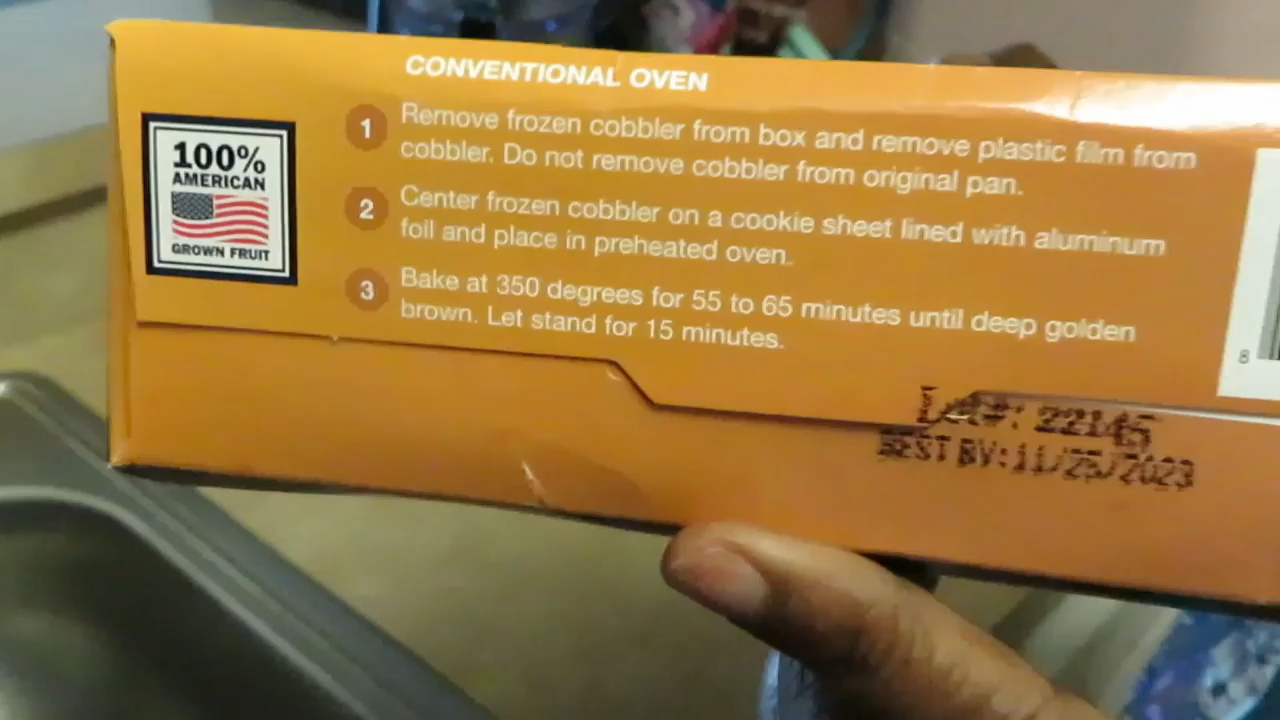 CONVENTIONAL OVEN
1 Remove frozen cobbler from box and remove plastic film from
cobbler. Do not remove cobbler from original pan.
2 Center frozen cobbler on a cookie sheet lined with aluminum
foil and place in preheated oven.
3 Bake at 350 degrees for 55 to 65 minutes until deep golden
brown. Let stand for 15 minutes.
100%
AMERICAN
GROWN FRUIT
8
Lot#: 22145
BEST BY:11/25/2023